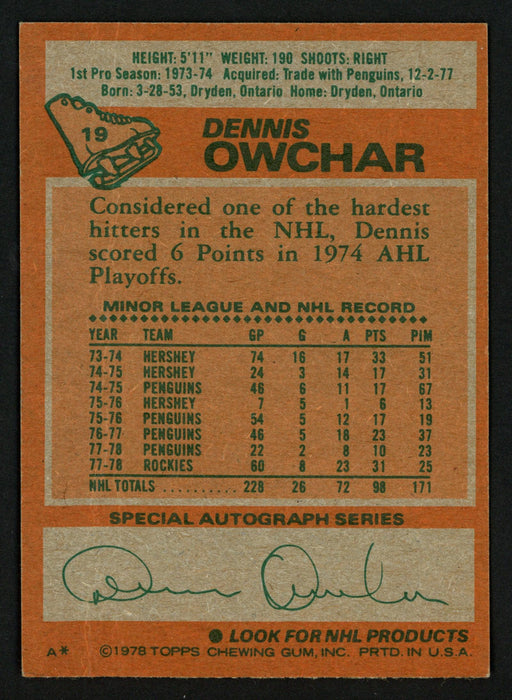 HEIGHT: 5'11" WEIGHT: 190 SHOOTS: RIGHT
1st Pro Season: 1973-74 Acquired: Trade with Penguins, 12-2-77
Born: 3-28-53, Dryden, Ontario Home: Dryden, Ontario
19
DENNIS
OWCHAR
Considered one of the hardest
hitters in the NHL, Dennis
scored 6 Points in 1974 AHL
Playoffs.
MINOR LEAGUE AND NHL RECORD
YEAR TEAM GP G A PTS PIM
73-74 HERSHEY 74 16 17 33 51
74-75 HERSHEY 24 3 14 17 31
74-75 PENGUINS 46 6 11 17 67
75-76 HERSHEY 7 5 1 6 13
75-76 PENGUINS 54 5 12 17 19
76-77 PENGUINS 46 5 18 23 37
77-78 PENGUINS 22 2 8 10 23
77-78 ROCKIES 60 8 23 31 25
NHL TOTALS .......... 228 26 72 98 171
SPECIAL AUTOGRAPH SERIES
Dennis Owchar
LOOK FOR NHL PRODUCTS
A* ©1978 TOPPS CHEWING GUM, INC. PRTD. IN U.S.A.